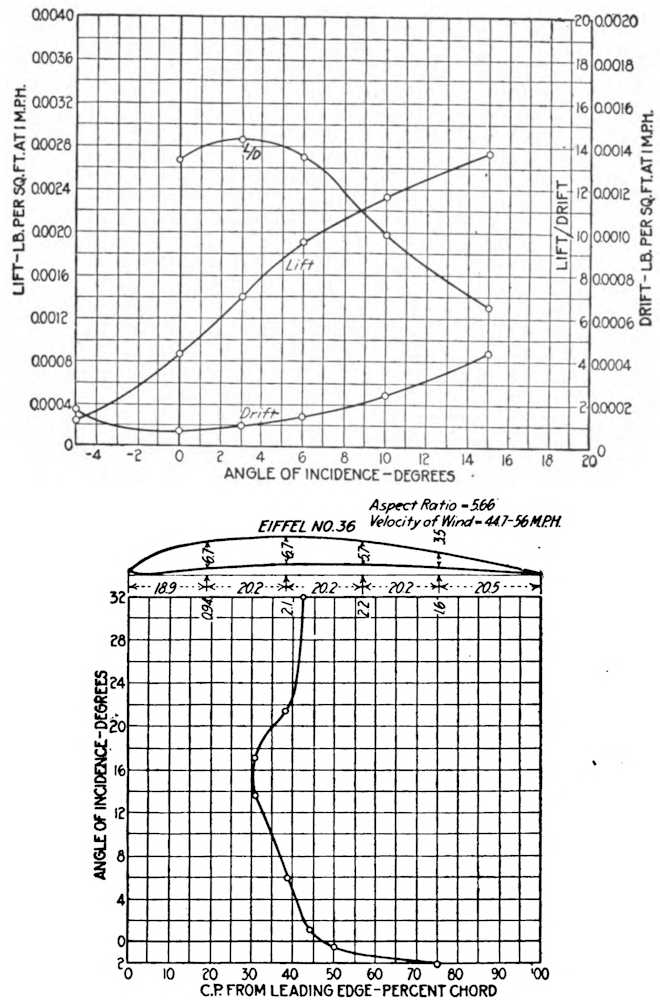 LIFT-LB. PER SQ. FT. AT 1 M.P.H.
0.0040
0.0036
0.0032
0.0028
0.0024
0.0020
0.0016
0.0012
0.0008
0.0004
0
20 0.0020
18 0.0018
16 0.0016
14 0.0014
12 0.0012
10 0.0010
8 0.0008
6 0.0006
4 0.0004
2 0.0002
0
LIFT/DRIFT
DRIFT-LB. PER SQ. FT. AT 1 M.P.H.
L/D
Lift
Drift
-4 -2 0 2 4 6 8 10 12 14 16 18 20
ANGLE OF INCIDENCE-DEGREES
Aspect Ratio = 5.66
EIFFEL NO. 36
Velocity of Wind = 44.7-56 M.P.H.
6.7 6.7 5.7 3.5
18.9 20.2 20.2 20.2 20.5
0.94 2.1 2.2 1.6
ANGLE OF INCIDENCE-DEGREES
32
28
24
20
16
12
8
4
0
2
0 10 20 30 40 50 60 70 80 90 '00
C.P. FROM LEADING EDGE-PERCENT CHORD